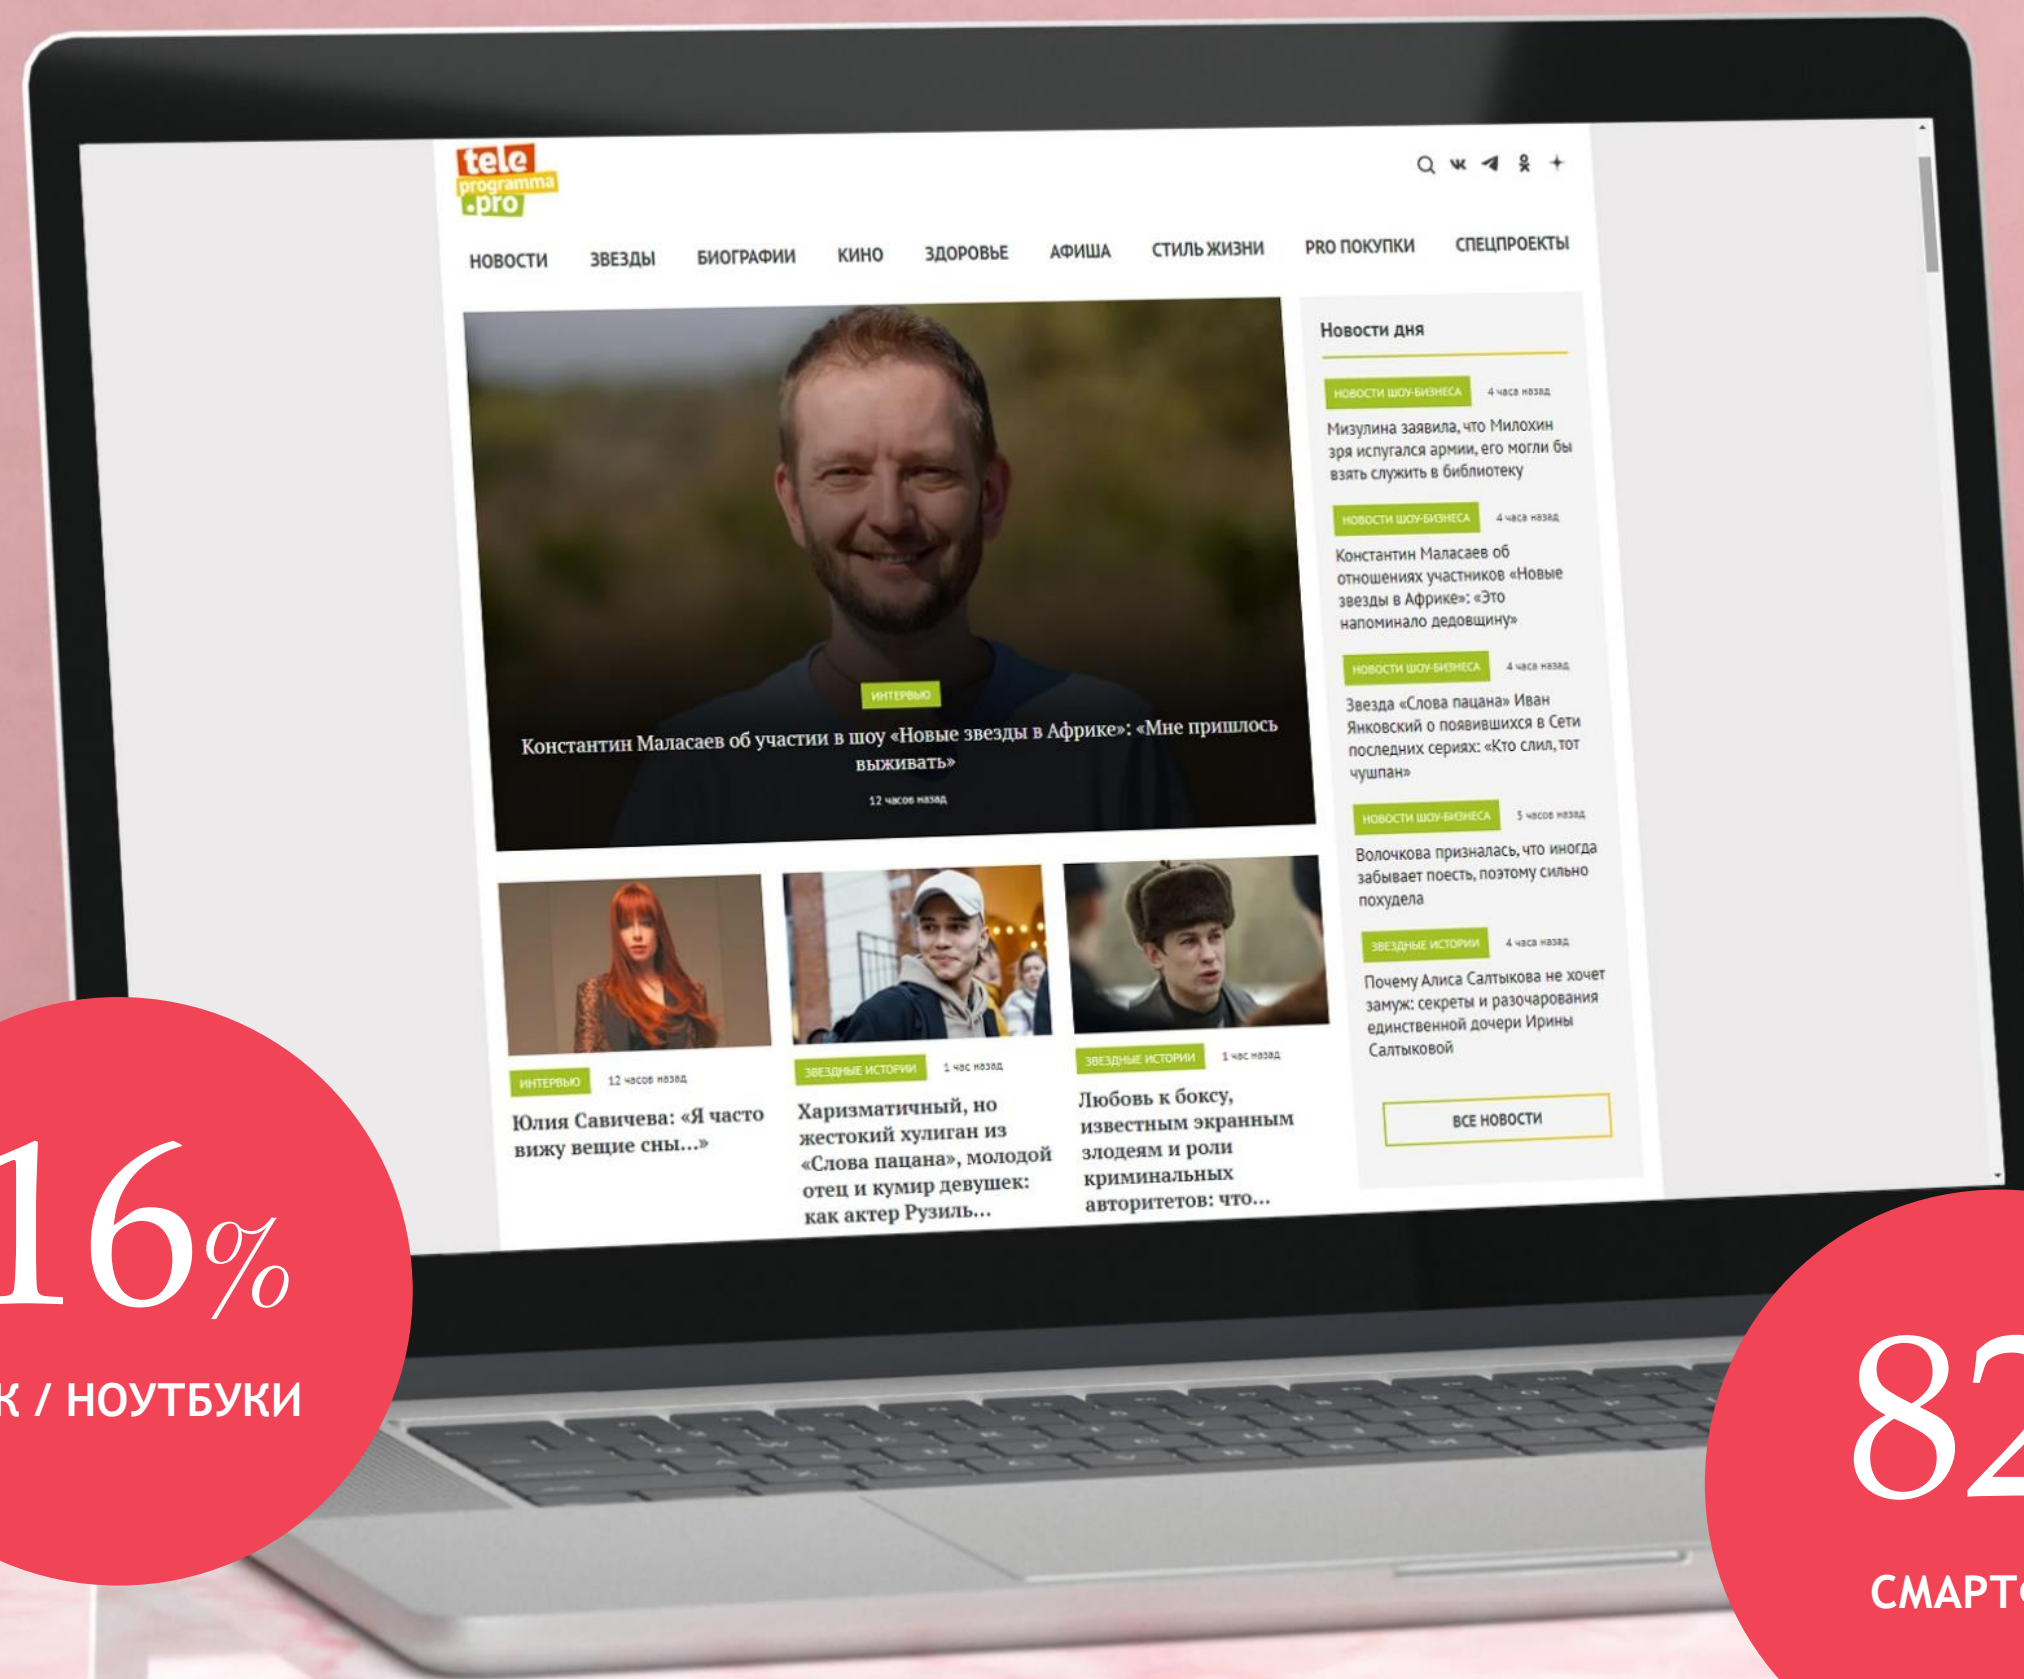 tele
programma
.pro
НОВОСТИ ЗВЕЗДЫ БИОГРАФИИ КИНО ЗДОРОВЬЕ АФИША СТИЛЬ ЖИЗНИ PRO ПОКУПКИ СПЕЦПРОЕКТЫ
ИНТЕРВЬЮ
Константин Маласаев об участии в шоу «Новые звезды в Африке»: «Мне пришлось
выживать»
12 часов назад
ИНТЕРВЬЮ 12 часов назад
Юлия Савичева: «Я часто
вижу вещие сны...»
ЗВЕЗДНЫЕ ИСТОРИИ 1 час назад
Харизматичный, но
жестокий хулиган из
«Слова пацана», молодой
отец и кумир девушек:
как актер Рузиль...
ЗВЕЗДНЫЕ ИСТОРИИ 1 час назад
Любовь к боксу,
известным экранным
злодеям и роли
криминальных
авторитетов: что...
Новости дня
НОВОСТИ ШОУ-БИЗНЕСА 4 часа назад
Мизулина заявила, что Милохин
зря испугался армии, его могли бы
взять служить в библиотеку
НОВОСТИ ШОУ-БИЗНЕСА 4 часа назад
Константин Маласаев об
отношениях участников «Новые
звезды в Африке»: «Это
напоминало дедовщину»
НОВОСТИ ШОУ-БИЗНЕСА 4 часа назад
Звезда «Слова пацана» Иван
Янковский о появившихся в Сети
последних сериях: «Кто слил, тот
чушпан»
НОВОСТИ ШОУ-БИЗНЕСА 5 часов назад
Волочкова призналась, что иногда
забывает поесть, поэтому сильно
похудела
ЗВЕЗДНЫЕ ИСТОРИИ 4 часа назад
Почему Алиса Салтыкова не хочет
замуж: секреты и разочарования
единственной дочери Ирины
Салтыковой
ВСЕ НОВОСТИ
16%
К / НОУТБУКИ
82